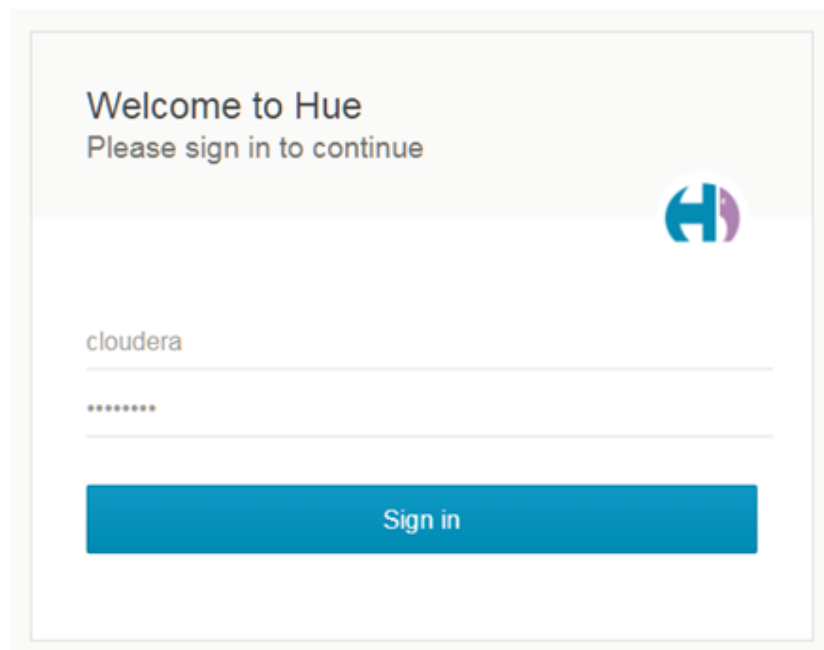 Welcome to Hue
Please sign in to continue
cloudera
••••••••
Sign in